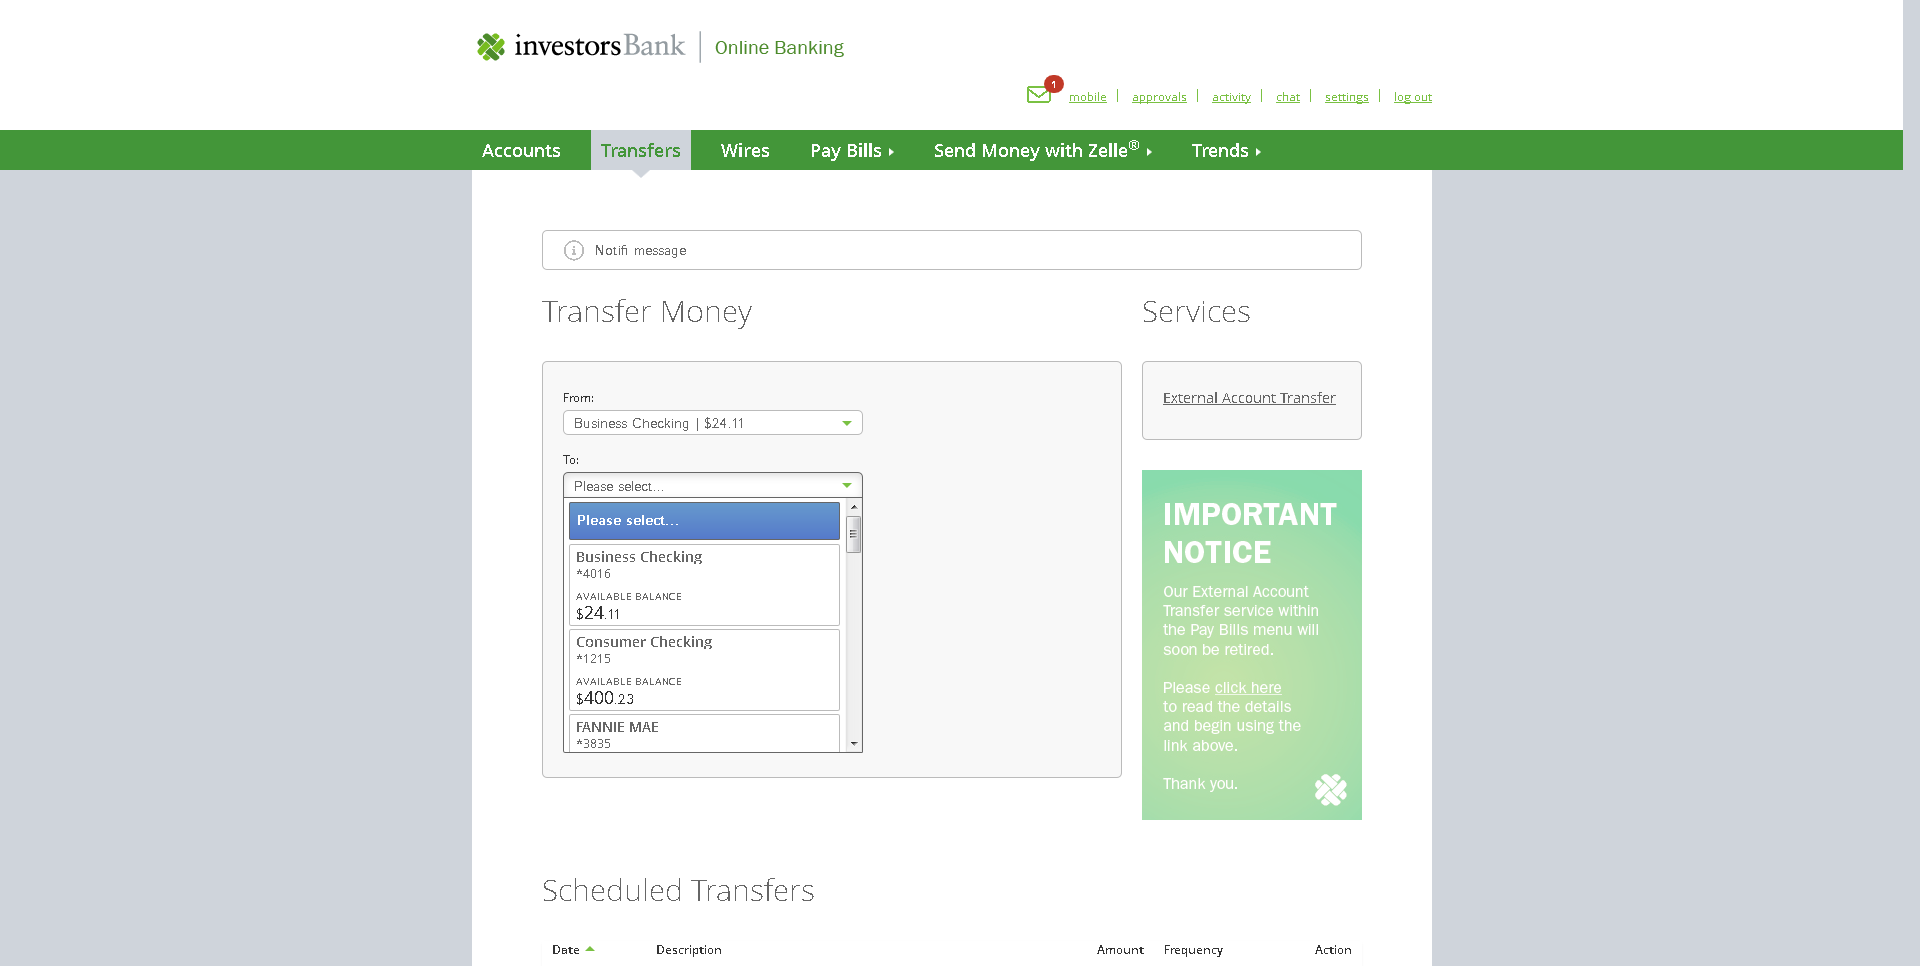 investorsBank | Online Banking
1
mobile | approvals | activity | chat | settings | log out
Accounts Transfers Wires Pay Bills Send Money with Zelle® Trends
Notifi message
Transfer Money
From:
Business Checking | $24.11
To:
Please select...
Please select...
Business Checking
*4016
AVAILABLE BALANCE
$24.11
Consumer Checking
*1215
AVAILABLE BALANCE
$400.23
FANNIE MAE
*3835
Services
External Account Transfer
IMPORTANT
NOTICE
Our External Account
Transfer service within
the Pay Bills menu will
soon be retired.
Please click here
to read the details
and begin using the
link above.
Thank you.
Scheduled Transfers
Date Description Amount Frequency Action